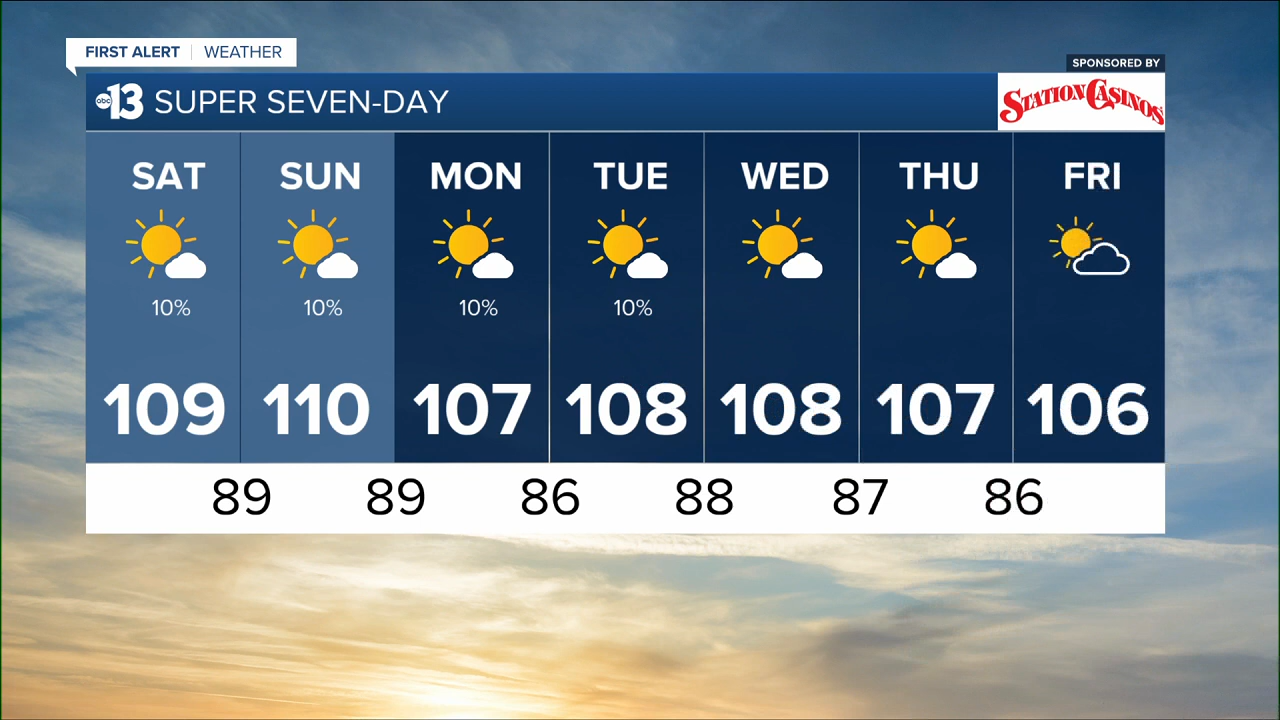 FIRST ALERT | WEATHER
SPONSORED BY
abc 13 SUPER SEVEN-DAY
STATION CASINOS
SAT SUN MON TUE WED THU FRI
10% 10% 10% 10%
109 110 107 108 108 107 106
89 89 86 88 87 86